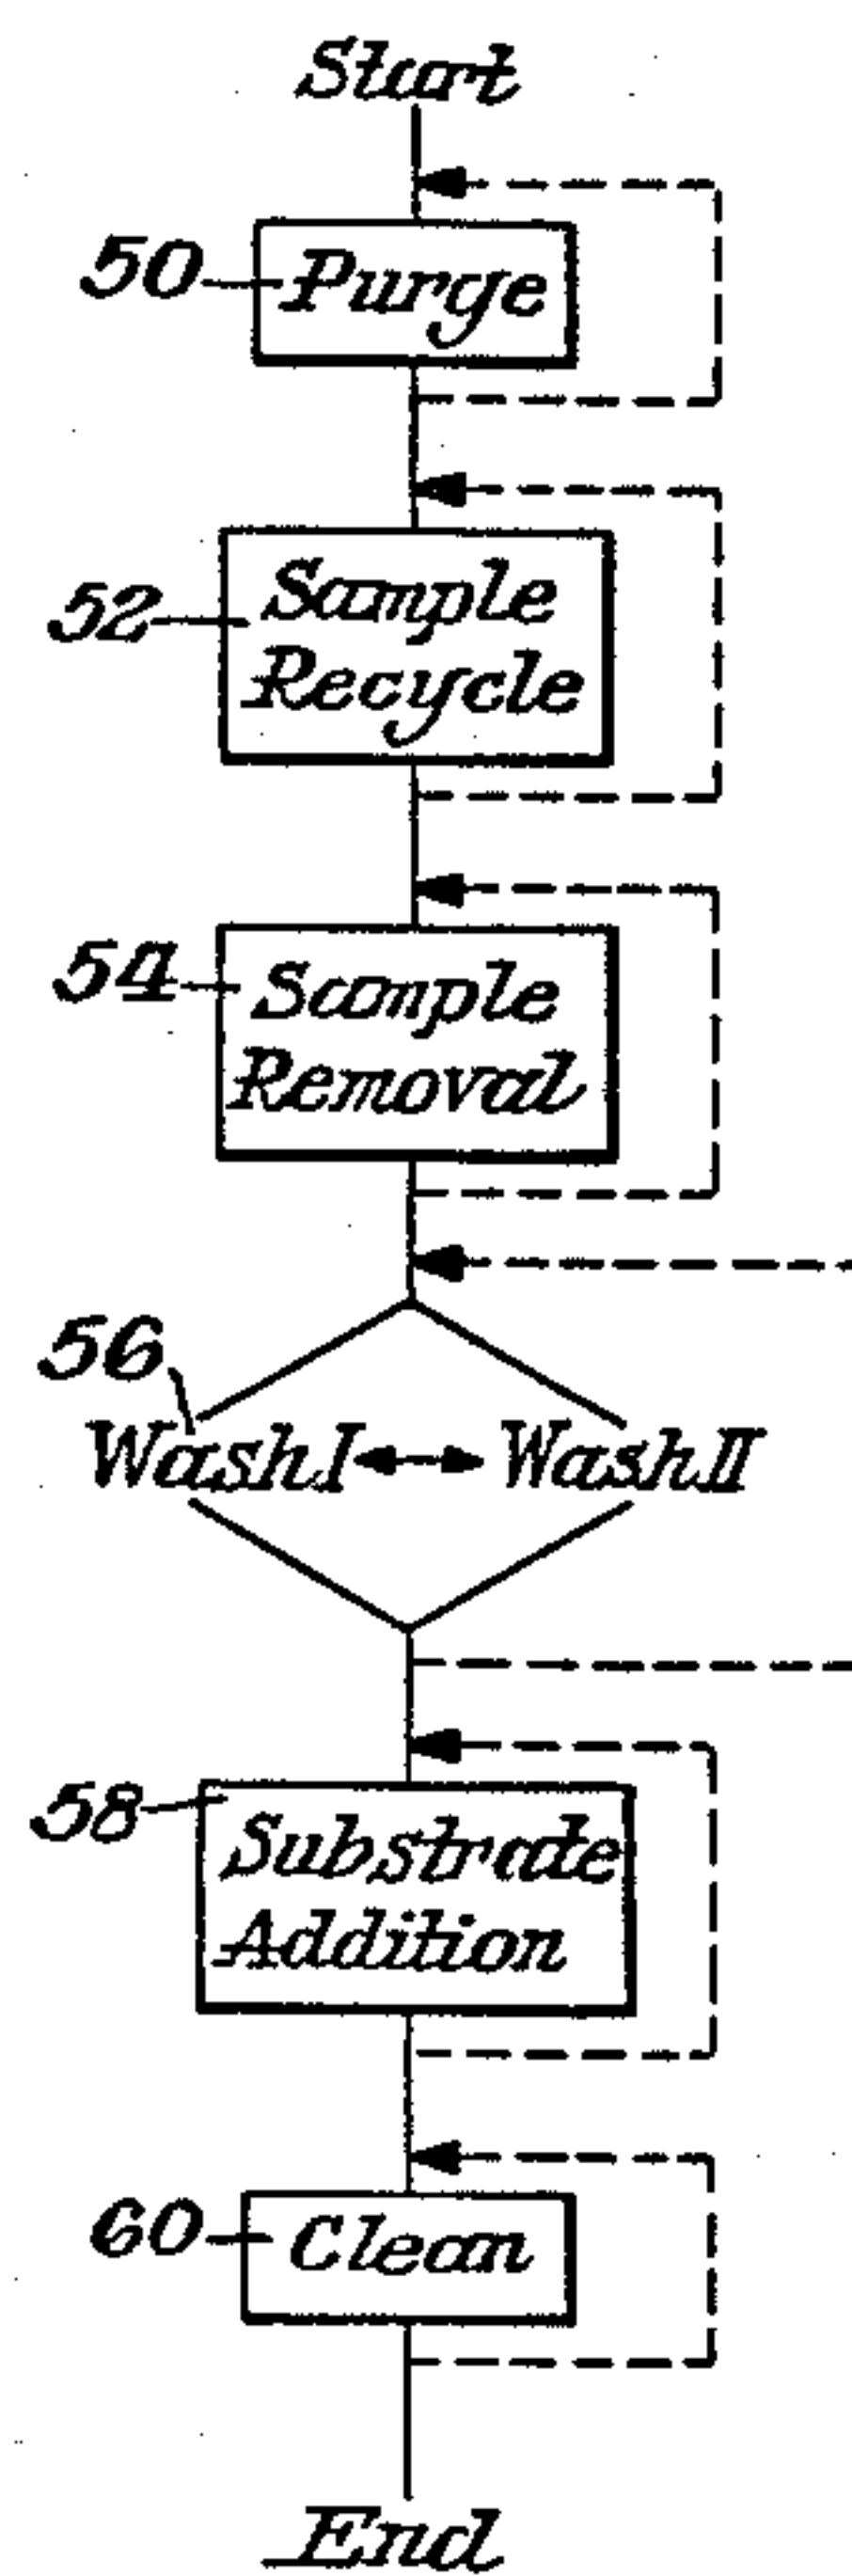 Start
50
Purge
52
Sample
Recycle
54
Sample
Removal
56
Wash I Wash II
58
Substrate
Addition
60
Clean
End